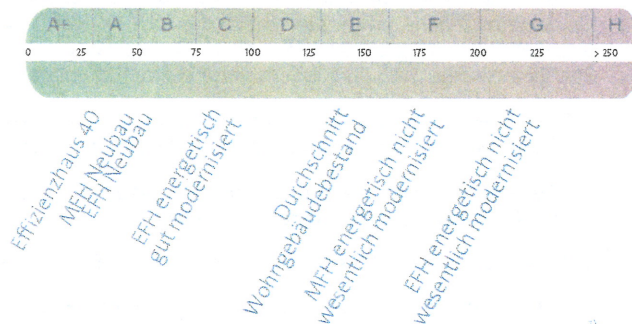 A+ A B C D E F G H
0 25 50 75 100 125 150 175 200 225 > 250
Effizienzhaus 40
MFH Neubau
EFH Neubau
EFH energetisch
gut modernisiert
Durchschnitt
Wohngebäudebestand
MFH energetisch nicht
wesentlich modernisiert
EFH energetisch nicht
wesentlich modernisiert